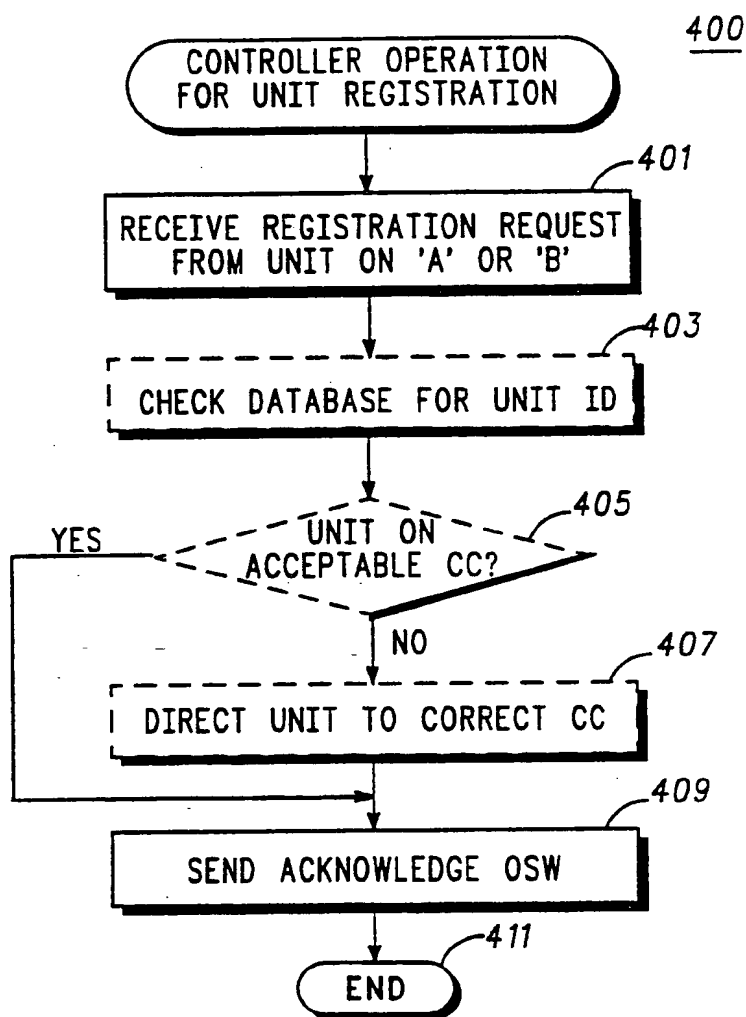 400
CONTROLLER OPERATION
FOR UNIT REGISTRATION
401
RECEIVE REGISTRATION REQUEST
FROM UNIT ON 'A' OR 'B'
403
CHECK DATABASE FOR UNIT ID
405
UNIT ON
ACCEPTABLE CC?
YES
NO
407
DIRECT UNIT TO CORRECT CC
409
SEND ACKNOWLEDGE OSW
411
END